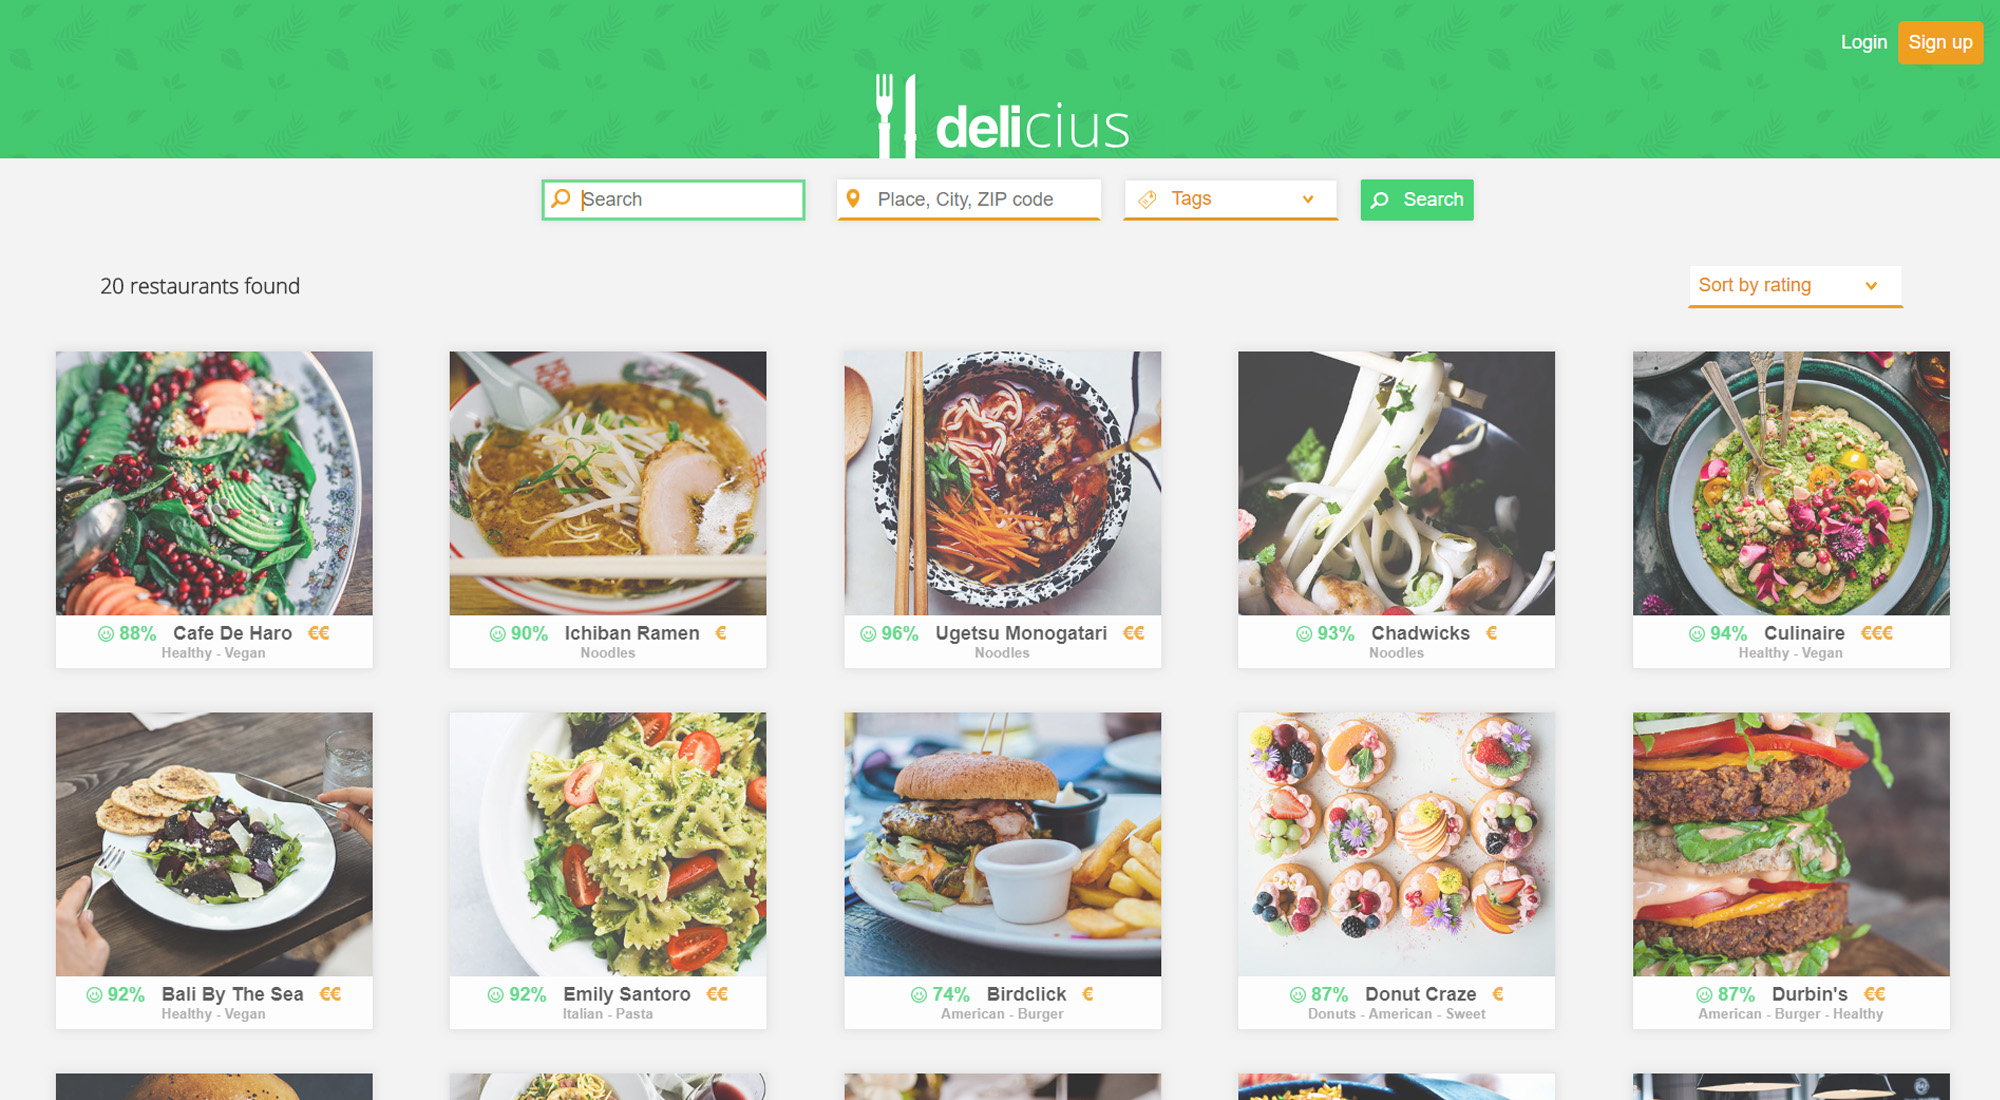 Login Sign up
delicius
Search Place, City, ZIP code Tags Search
20 restaurants found Sort by rating
88% Cafe De Haro €€
Healthy - Vegan
90% Ichiban Ramen €
Noodles
96% Ugetsu Monogatari €€
Noodles
93% Chadwicks €
Noodles
94% Culinaire €€€
Healthy - Vegan
92% Bali By The Sea €€
Healthy - Vegan
92% Emily Santoro €€
Italian - Pasta
74% Birdclick €
American - Burger
87% Donut Craze €
Donuts - American - Sweet
87% Durbin's €€
American - Burger - Healthy